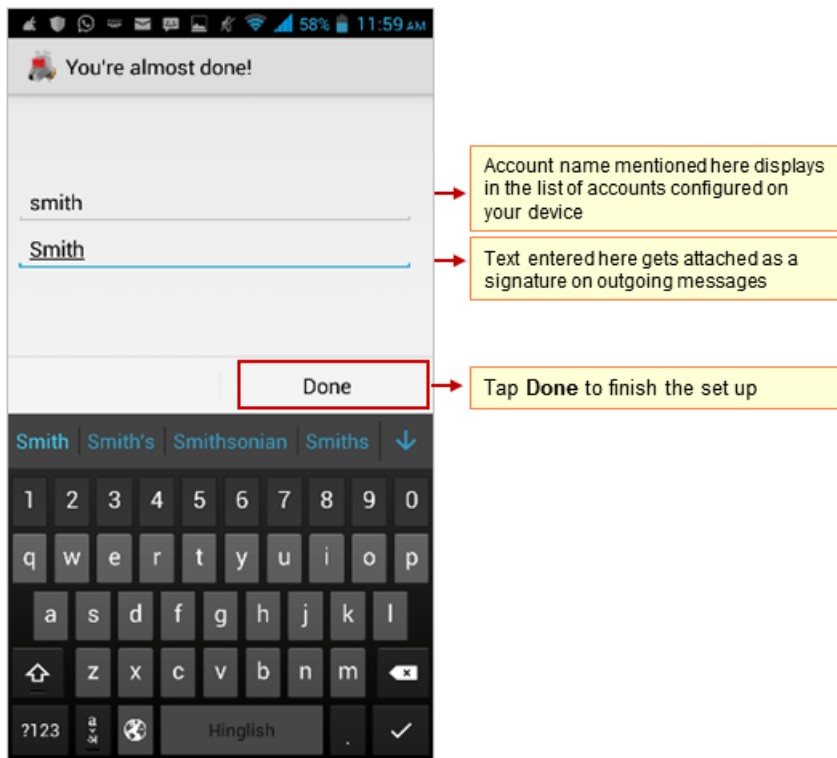 58% 11:59 AM
You're almost done!
smith
Account name mentioned here displays
in the list of accounts configured on
your device
Smith
Text entered here gets attached as a
signature on outgoing messages
Done
Tap Done to finish the set up
Smith Smith's Smithsonian Smiths
1 2 3 4 5 6 7 8 9 0
q w e r t y u i o p
a s d f g h j k l
z x c v b n m
?123 a अ Hinglish .